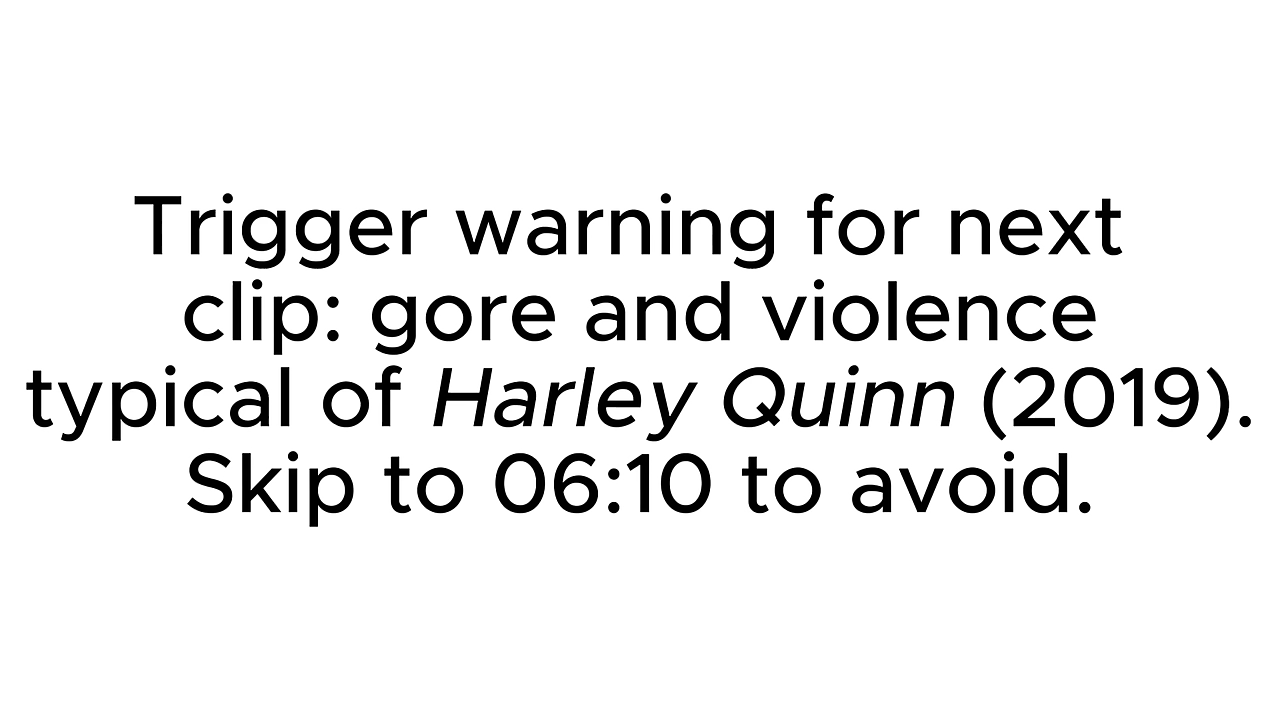 Trigger warning for next
clip: gore and violence
typical of Harley Quinn (2019).
Skip to 06:10 to avoid.